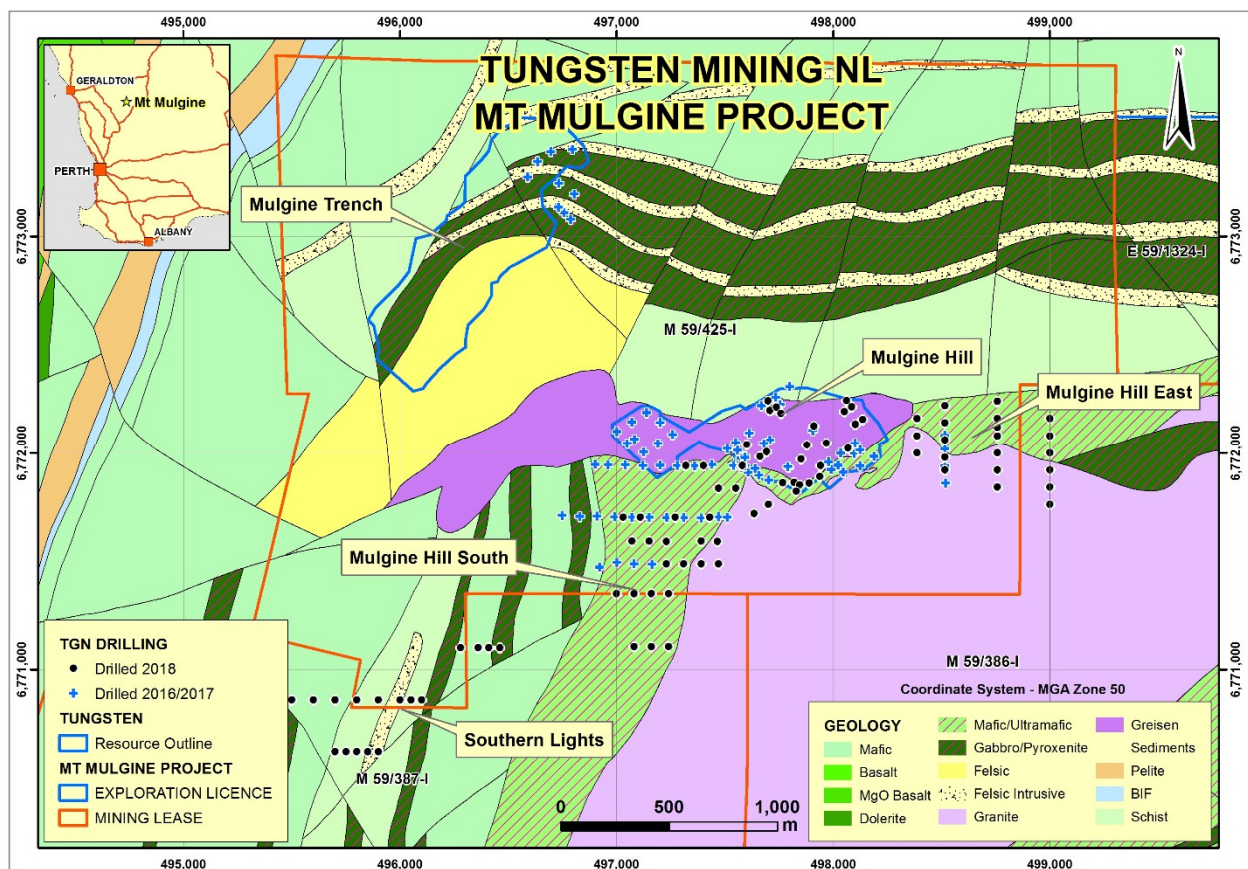 495,000
496,000
497,000
498,000
499,000
TUNGSTEN MINING NL
MT MULGINE PROJECT
GERALDTON
Mt Mulgine
PERTH
ALBANY
N
6,773,000
6,773,000
Mulgine Trench
E 59/1324-I
M 59/425-I
Mulgine Hill
Mulgine Hill East
6,772,000
6,772,000
Mulgine Hill South
6,771,000
6,771,000
M 59/386-I
Coordinate System - MGA Zone 50
Southern Lights
M 59/387-I
TGN DRILLING
Drilled 2018
Drilled 2016/2017
TUNGSTEN
Resource Outline
MT MULGINE PROJECT
EXPLORATION LICENCE
MINING LEASE
0 500 1,000
m
GEOLOGY
Mafic
Basalt
MgO Basalt
Dolerite
Mafic/Ultramafic
Gabbro/Pyroxenite
Felsic
Felsic Intrusive
Granite
Greisen
Sediments
Pelite
BIF
Schist
495,000
496,000
497,000
498,000
499,000